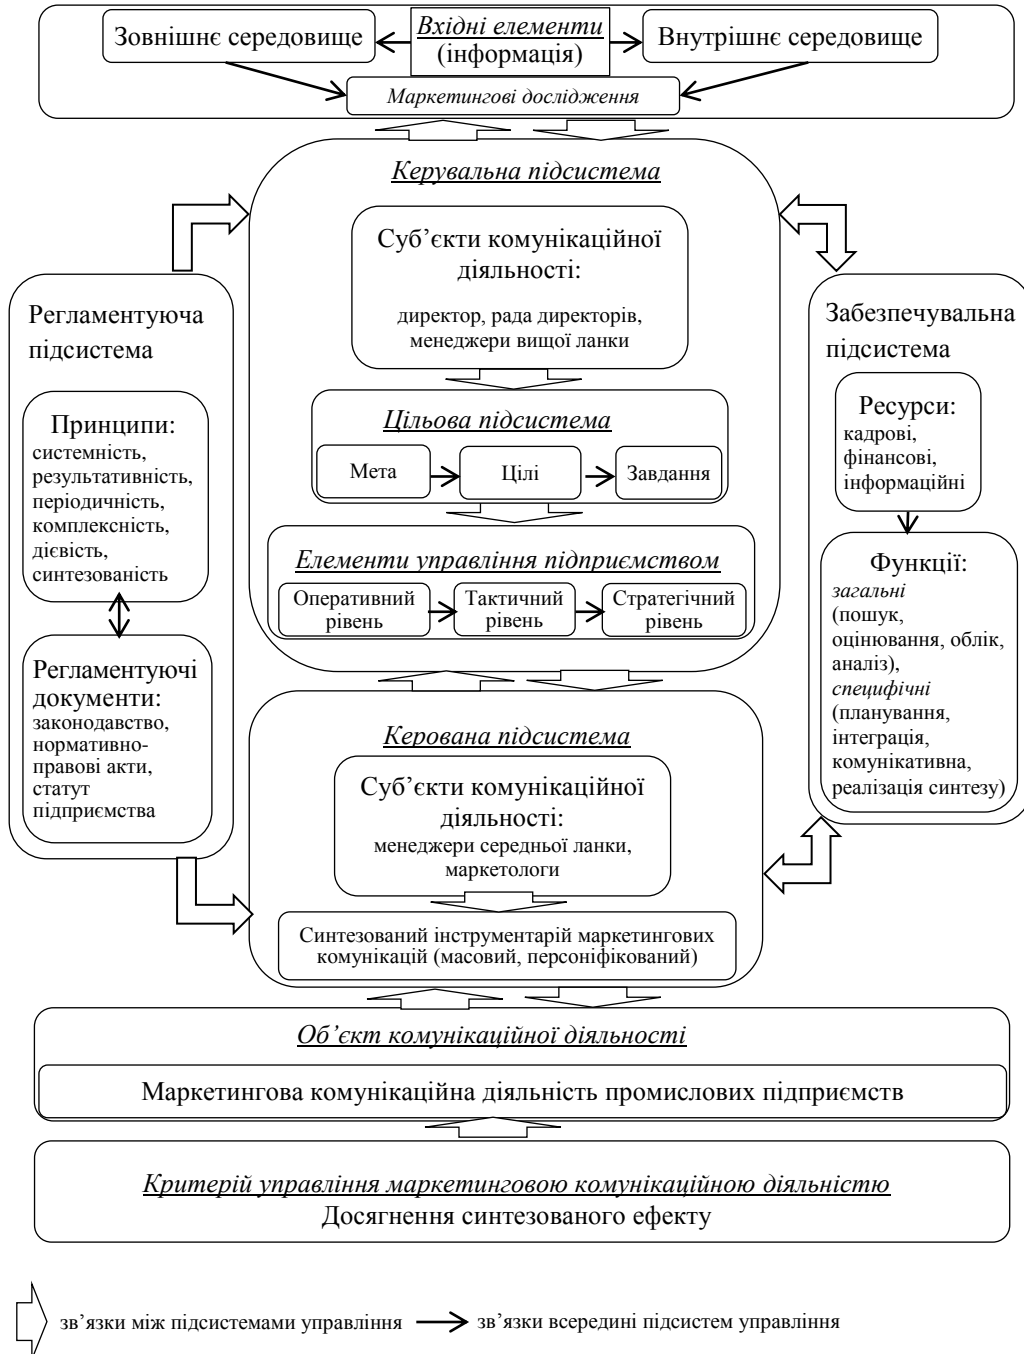 Вхідні елементи
(інформація)
Зовнішнє середовище
Внутрішнє середовище
Маркетингові дослідження
Керувальна підсистема
Суб’єкти комунікаційної
діяльності:
директор, рада директорів,
менеджери вищої ланки
Цільова підсистема
Мета
Цілі
Завдання
Елементи управління підприємством
Оперативний
рівень
Тактичний
рівень
Стратегічний
рівень
Регламентуюча
підсистема
Принципи:
системність,
результативність,
періодичність,
комплексність,
дієвість,
синтезованість
Регламентуючі
документи:
законодавство,
нормативно-
правові акти,
статут
підприємства
Забезпечувальна
підсистема
Ресурси:
кадрові,
фінансові,
інформаційні
Функції:
загальні
(пошук,
оцінювання, облік,
аналіз),
специфічні
(планування,
інтеграція,
комунікативна,
реалізація синтезу)
Керована підсистема
Суб’єкти комунікаційної
діяльності:
менеджери середньої ланки,
маркетологи
Синтезований інструментарій маркетингових
комунікацій (масовий, персоніфікований)
Об’єкт комунікаційної діяльності
Маркетингова комунікаційна діяльність промислових підприємств
Критерій управління маркетинговою комунікаційною діяльністю
Досягнення синтезованого ефекту
зв’язки між підсистемами управління
зв’язки всередині підсистем управління